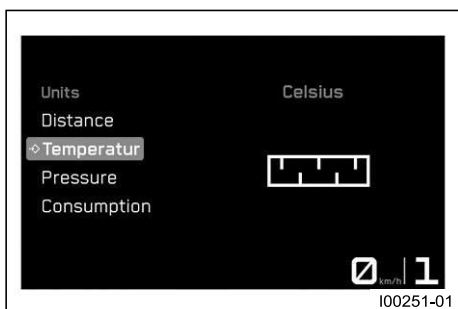 Units
Celsius
Distance
Temperatur
Pressure
Consumption
0 km/h 1
I00251-01